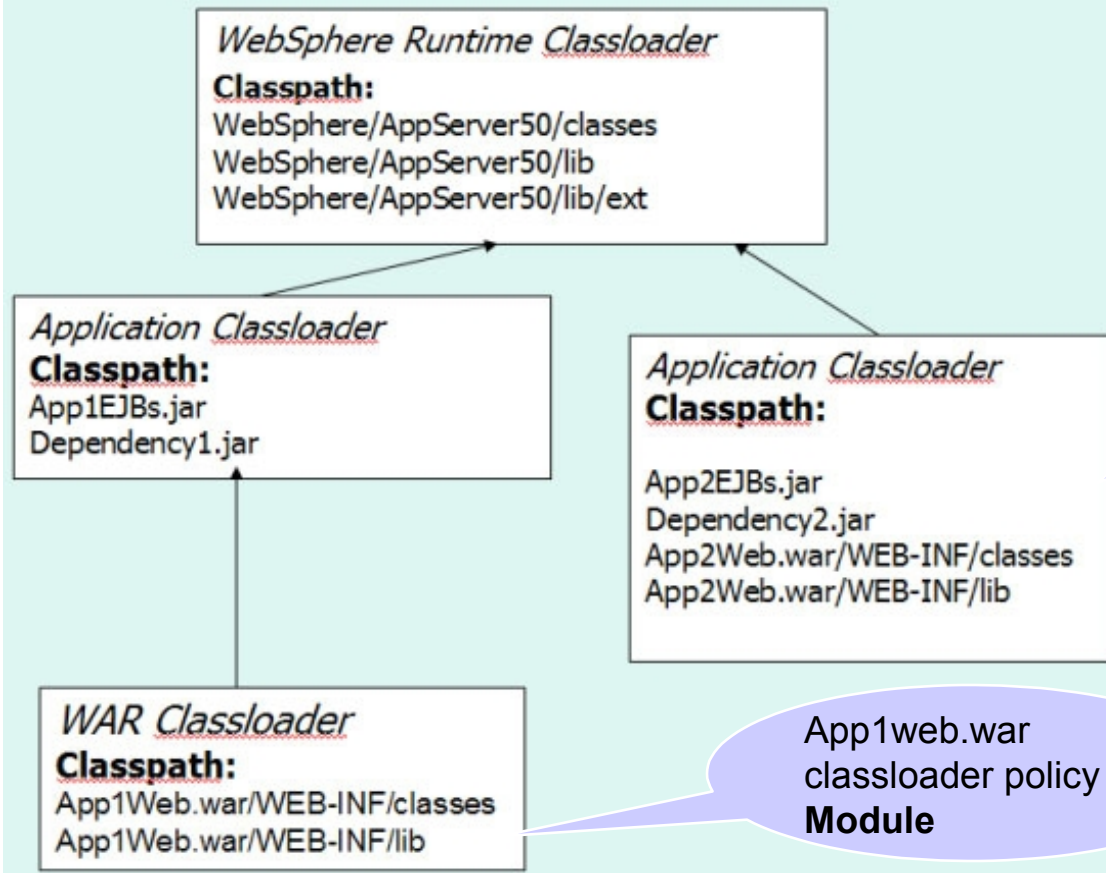 WebSphere Runtime Classloader
Classpath:
WebSphere/AppServer50/classes
WebSphere/AppServer50/lib
WebSphere/AppServer50/lib/ext
Application Classloader
Classpath:
App1EJBs.jar
Dependency1.jar
Application Classloader
Classpath:
App2EJBs.jar
Dependency2.jar
App2Web.war/WEB-INF/classes
App2Web.war/WEB-INF/lib
WAR Classloader
Classpath:
App1Web.war/WEB-INF/classes
App1Web.war/WEB-INF/lib
App1web.war
classloader policy
Module